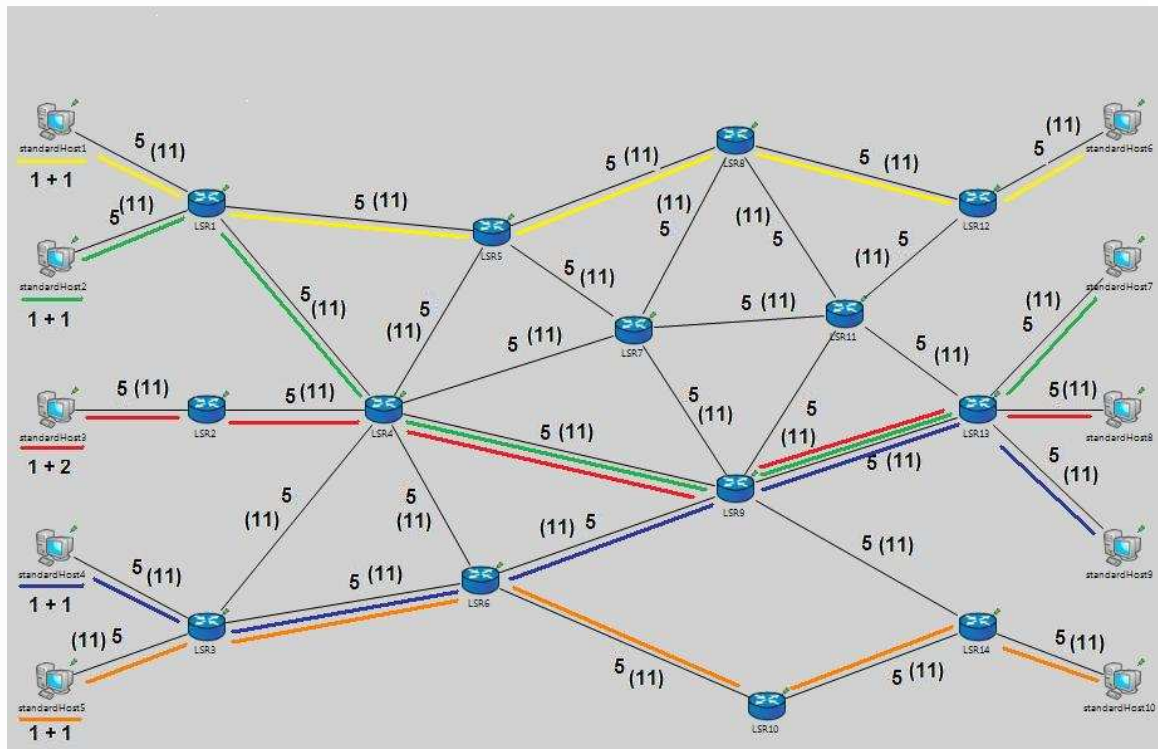 standardHost1
1 + 1
5 (11)
5 (11)
standardHost2
1 + 1
LSR1
5 (11)
5 (11)
LSR8
5 (11)
(11)
5
standardHost6
LSR12
5 (11)
LSR5
5 (11)
(11)
5
(11)
5
5
(11)
standardHost7
5
(11)
5 (11)
LSR7
5 (11)
LSR11
5
(11)
(11)
5
standardHost3
1 + 2
5 (11)
LSR2
5 (11)
LSR4
5 (11)
5
(11)
5
(11)
5 (11)
LSR13
5 (11)
standardHost8
5
(11)
5
(11)
(11) 5
LSR9
5
(11)
standardHost9
standardHost4
1 + 1
5
(11)
5 (11)
LSR6
5 (11)
(11) 5
LSR3
standardHost5
1 + 1
5
(11)
LSR10
5 (11)
LSR14
5
(11)
standardHost10